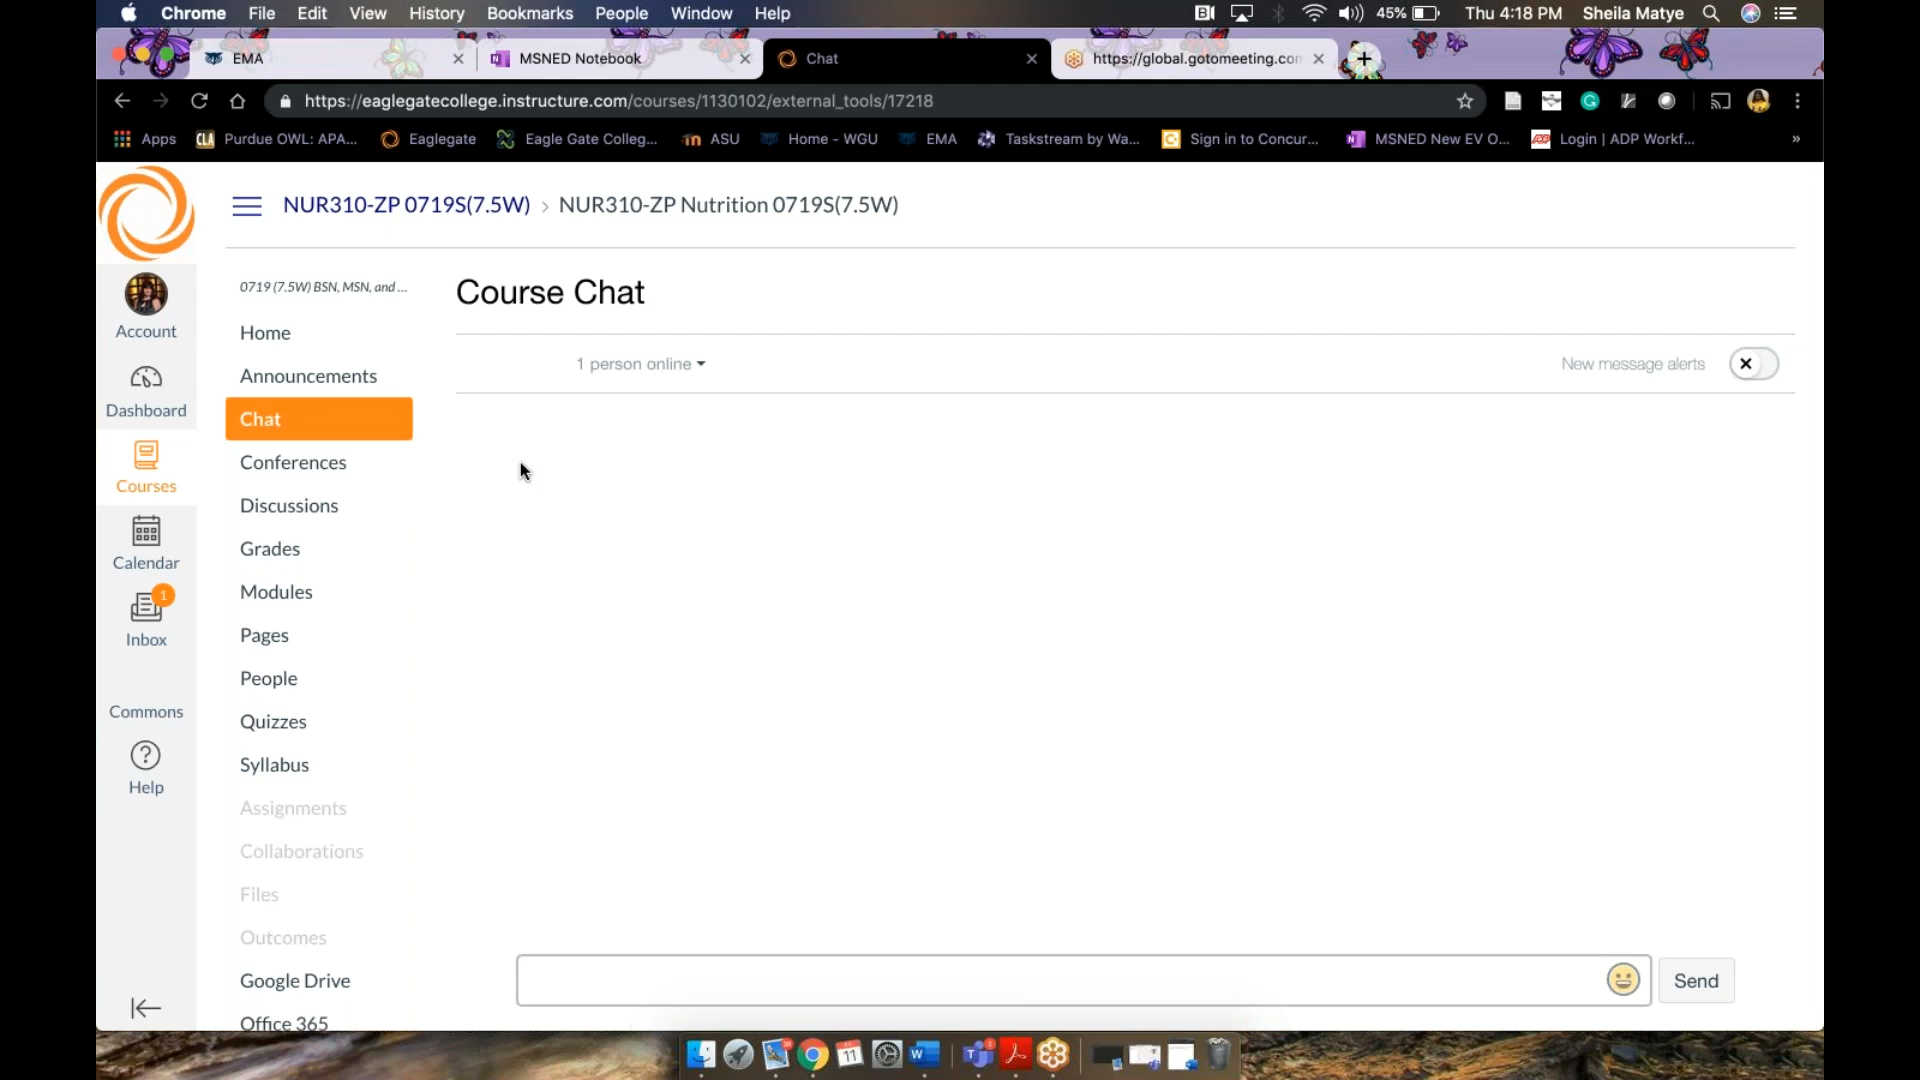 Chrome File Edit View History Bookmarks People Window Help 45% Thu 4:18 PM Sheila Matye
EMA MSNED Notebook Chat https://global.gotomeeting.con
https://eaglegatecollege.instructure.com/courses/1130102/external_tools/17218
Apps CLA Purdue OWL: APA... Eaglegate Eagle Gate Colleg... ASU Home - WGU EMA Taskstream by Wa... Sign in to Concur... MSNED New EV O... Login | ADP Workf... »
NUR310-ZP 0719S(7.5W) › NUR310-ZP Nutrition 0719S(7.5W)
0719 (7.5W) BSN, MSN, and ...
Course Chat
1 person online
New message alerts
Account
Dashboard
Courses
Calendar
1
Inbox
Commons
Help
Home
Announcements
Chat
Conferences
Discussions
Grades
Modules
Pages
People
Quizzes
Syllabus
Assignments
Collaborations
Files
Outcomes
Google Drive
Office 365
Send
11